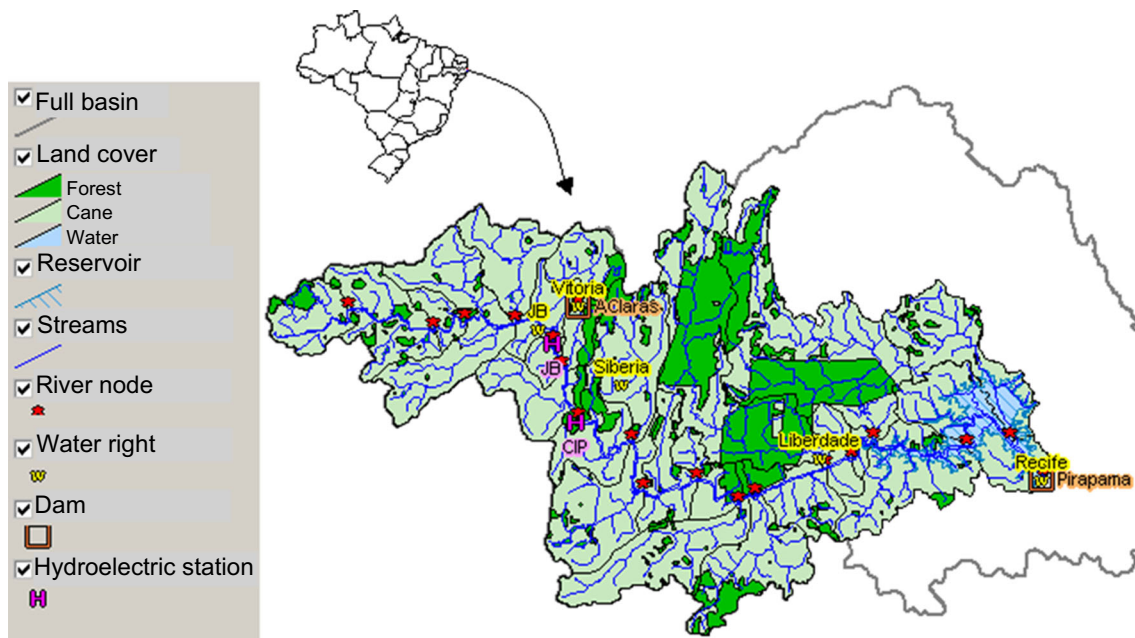 Full basin
Land cover
Forest
Cane
Water
Reservoir
Streams
River node
Water right
w
Dam
Hydroelectric station
H
Vitoria
w
AClaras
JB
w
H
JB
Siberia
w
H
CIP
Liberdade
w
Recife
w
Pirapama